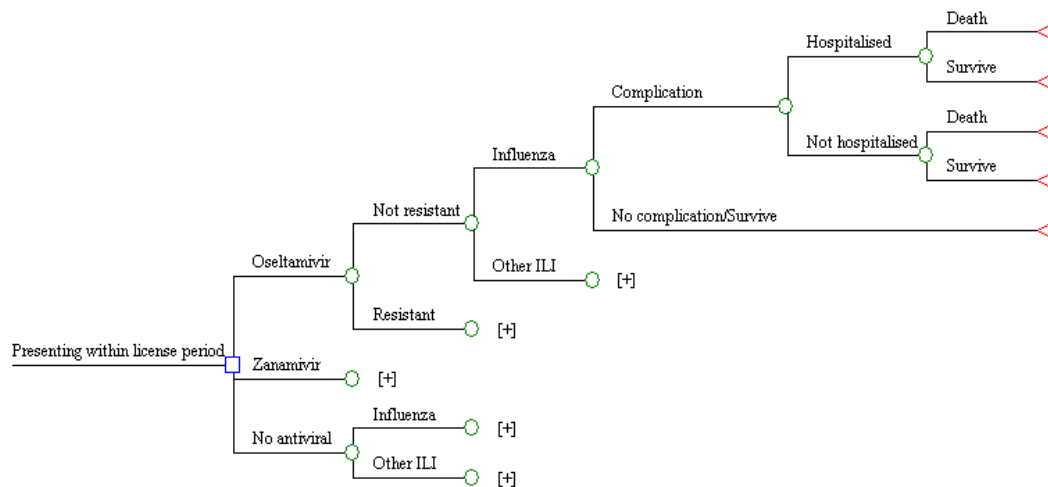 Death
Hospitalised
Survive
Complication
Death
Not hospitalised
Influenza
Survive
Not resistant
No complication/Survive
Oseltamivir
Other ILI
[+]
Resistant
[+]
Presenting within license period
Zanamivir
[+]
Influenza
[+]
No antiviral
Other ILI
[+]